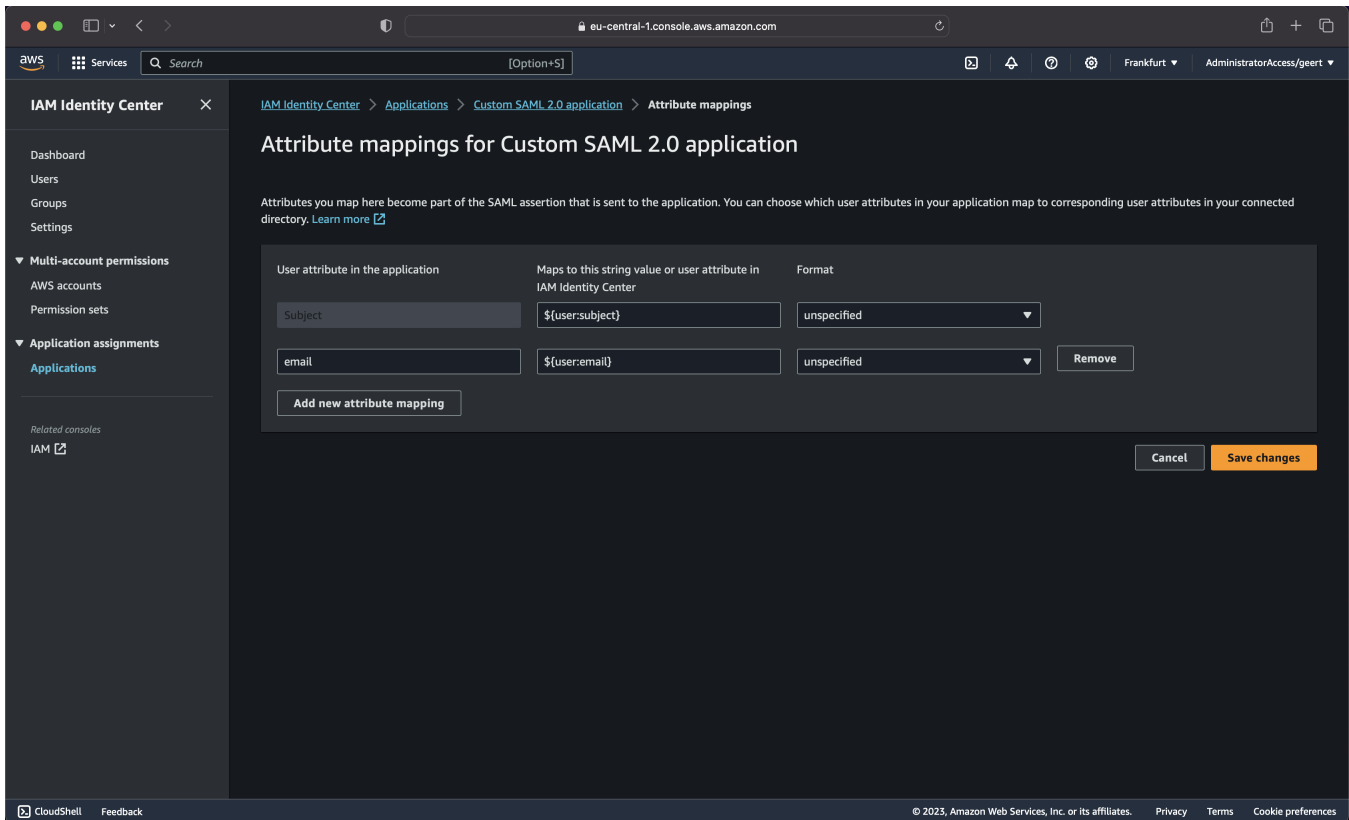 eu-central-1.console.aws.amazon.com
aws
Services
Search
[Option+S]
Frankfurt ▼
AdministratorAccess/geert ▼
IAM Identity Center
Dashboard
Users
Groups
Settings
Multi-account permissions
AWS accounts
Permission sets
Application assignments
Applications
Related consoles
IAM
IAM Identity Center > Applications > Custom SAML 2.0 application > Attribute mappings
Attribute mappings for Custom SAML 2.0 application
Attributes you map here become part of the SAML assertion that is sent to the application. You can choose which user attributes in your application map to corresponding user attributes in your connected
directory. Learn more
User attribute in the application
Maps to this string value or user attribute in
IAM Identity Center
Format
Subject
${user:subject}
unspecified
email
${user:email}
unspecified
Remove
Add new attribute mapping
Cancel
Save changes
CloudShell
Feedback
© 2023, Amazon Web Services, Inc. or its affiliates.
Privacy
Terms
Cookie preferences